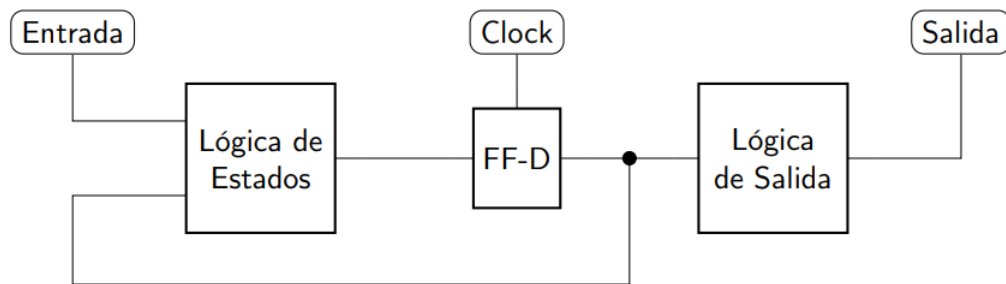 Entrada
Clock
Salida
Lógica de
Estados
FF-D
Lógica
de Salida